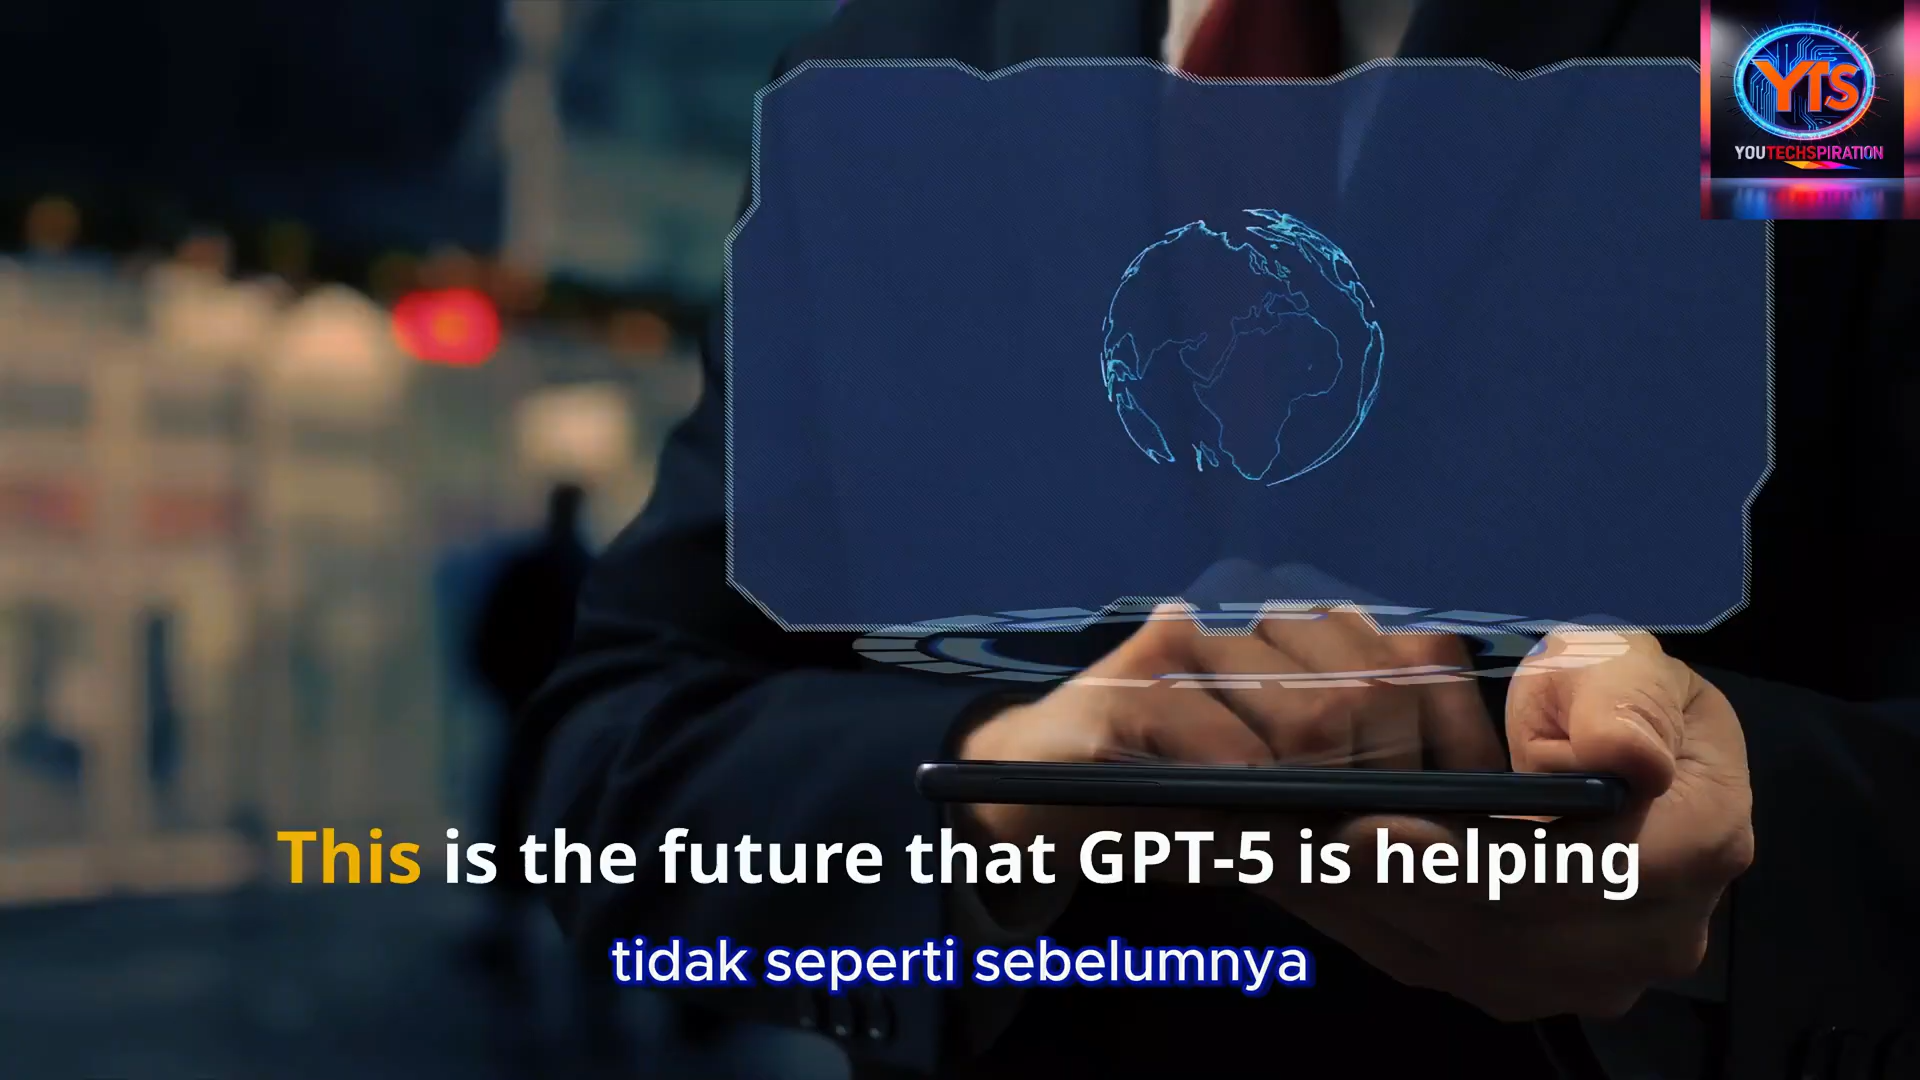 YTS
YOUTECHSPIRATION
This is the future that GPT-5 is helping
tidak seperti sebelumnya